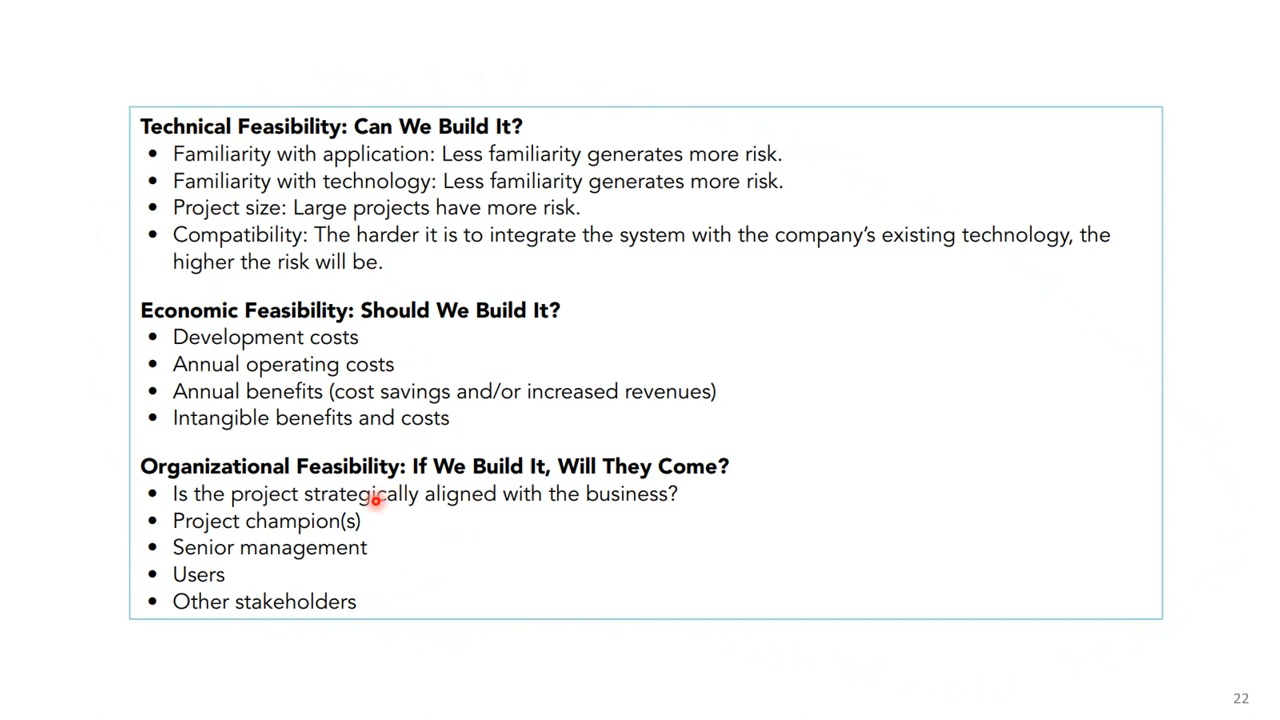 Technical Feasibility: Can We Build It?
• Familiarity with application: Less familiarity generates more risk.
• Familiarity with technology: Less familiarity generates more risk.
• Project size: Large projects have more risk.
• Compatibility: The harder it is to integrate the system with the company’s existing technology, the
higher the risk will be.
Economic Feasibility: Should We Build It?
• Development costs
• Annual operating costs
• Annual benefits (cost savings and/or increased revenues)
• Intangible benefits and costs
Organizational Feasibility: If We Build It, Will They Come?
• Is the project strategically aligned with the business?
• Project champion(s)
• Senior management
• Users
• Other stakeholders
22